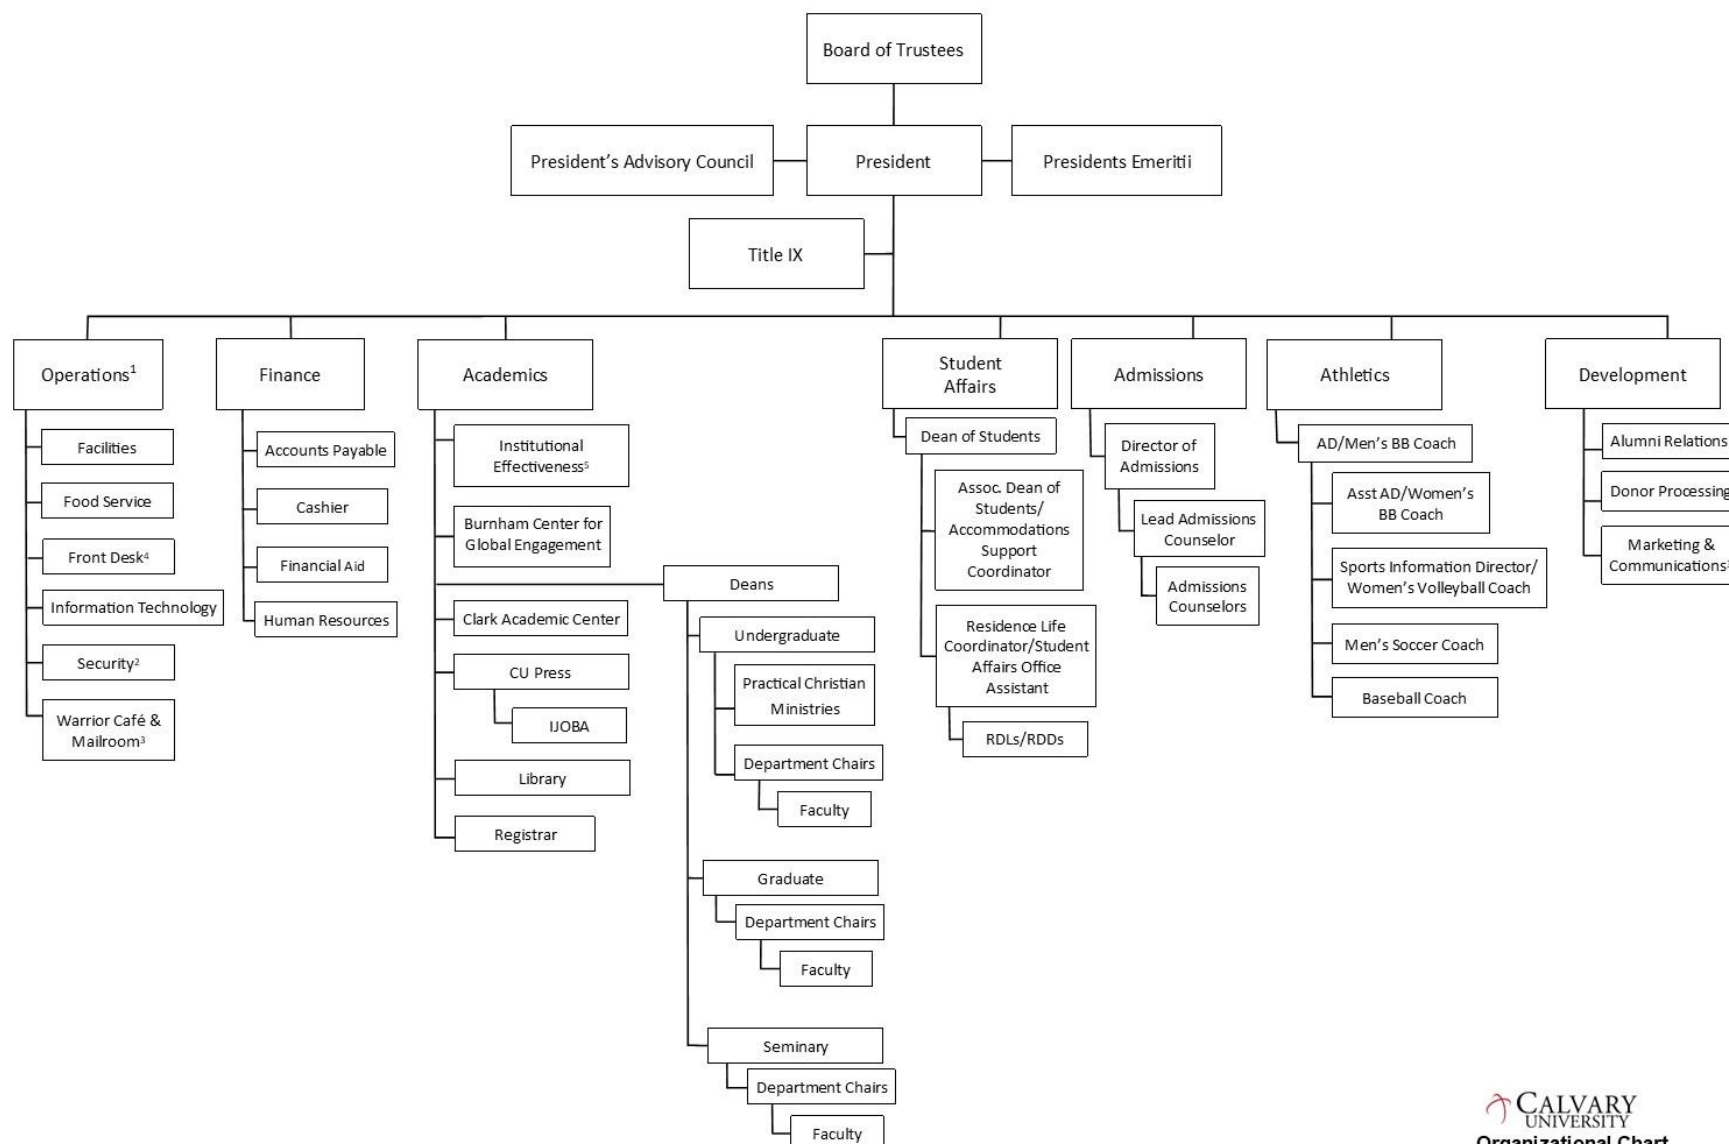 Board of Trustees
President’s Advisory Council
President
Presidents Emeritii
Title IX
Operations¹
Finance
Academics
Student
Affairs
Admissions
Athletics
Development
Facilities
Food Service
Front Desk⁴
Information Technology
Security²
Warrior Café &
Mailroom³
Accounts Payable
Cashier
Financial Aid
Human Resources
Institutional
Effectiveness⁵
Burnham Center for
Global Engagement
Clark Academic Center
CU Press
IJOBA
Library
Registrar
Deans
Undergraduate
Practical Christian
Ministries
Department Chairs
Faculty
Graduate
Department Chairs
Faculty
Seminary
Department Chairs
Faculty
Dean of Students
Assoc. Dean of
Students/
Accommodations
Support
Coordinator
Residence Life
Coordinator/Student
Affairs Office
Assistant
RDLs/RDDs
Director of
Admissions
Lead Admissions
Counselor
Admissions
Counselors
AD/Men’s BB Coach
Asst AD/Women’s
BB Coach
Sports Information Director/
Women’s Volleyball Coach
Men’s Soccer Coach
Baseball Coach
Alumni Relations
Donor Processing
Marketing &
Communications
CALVARY
UNIVERSITY
Organizational Chart